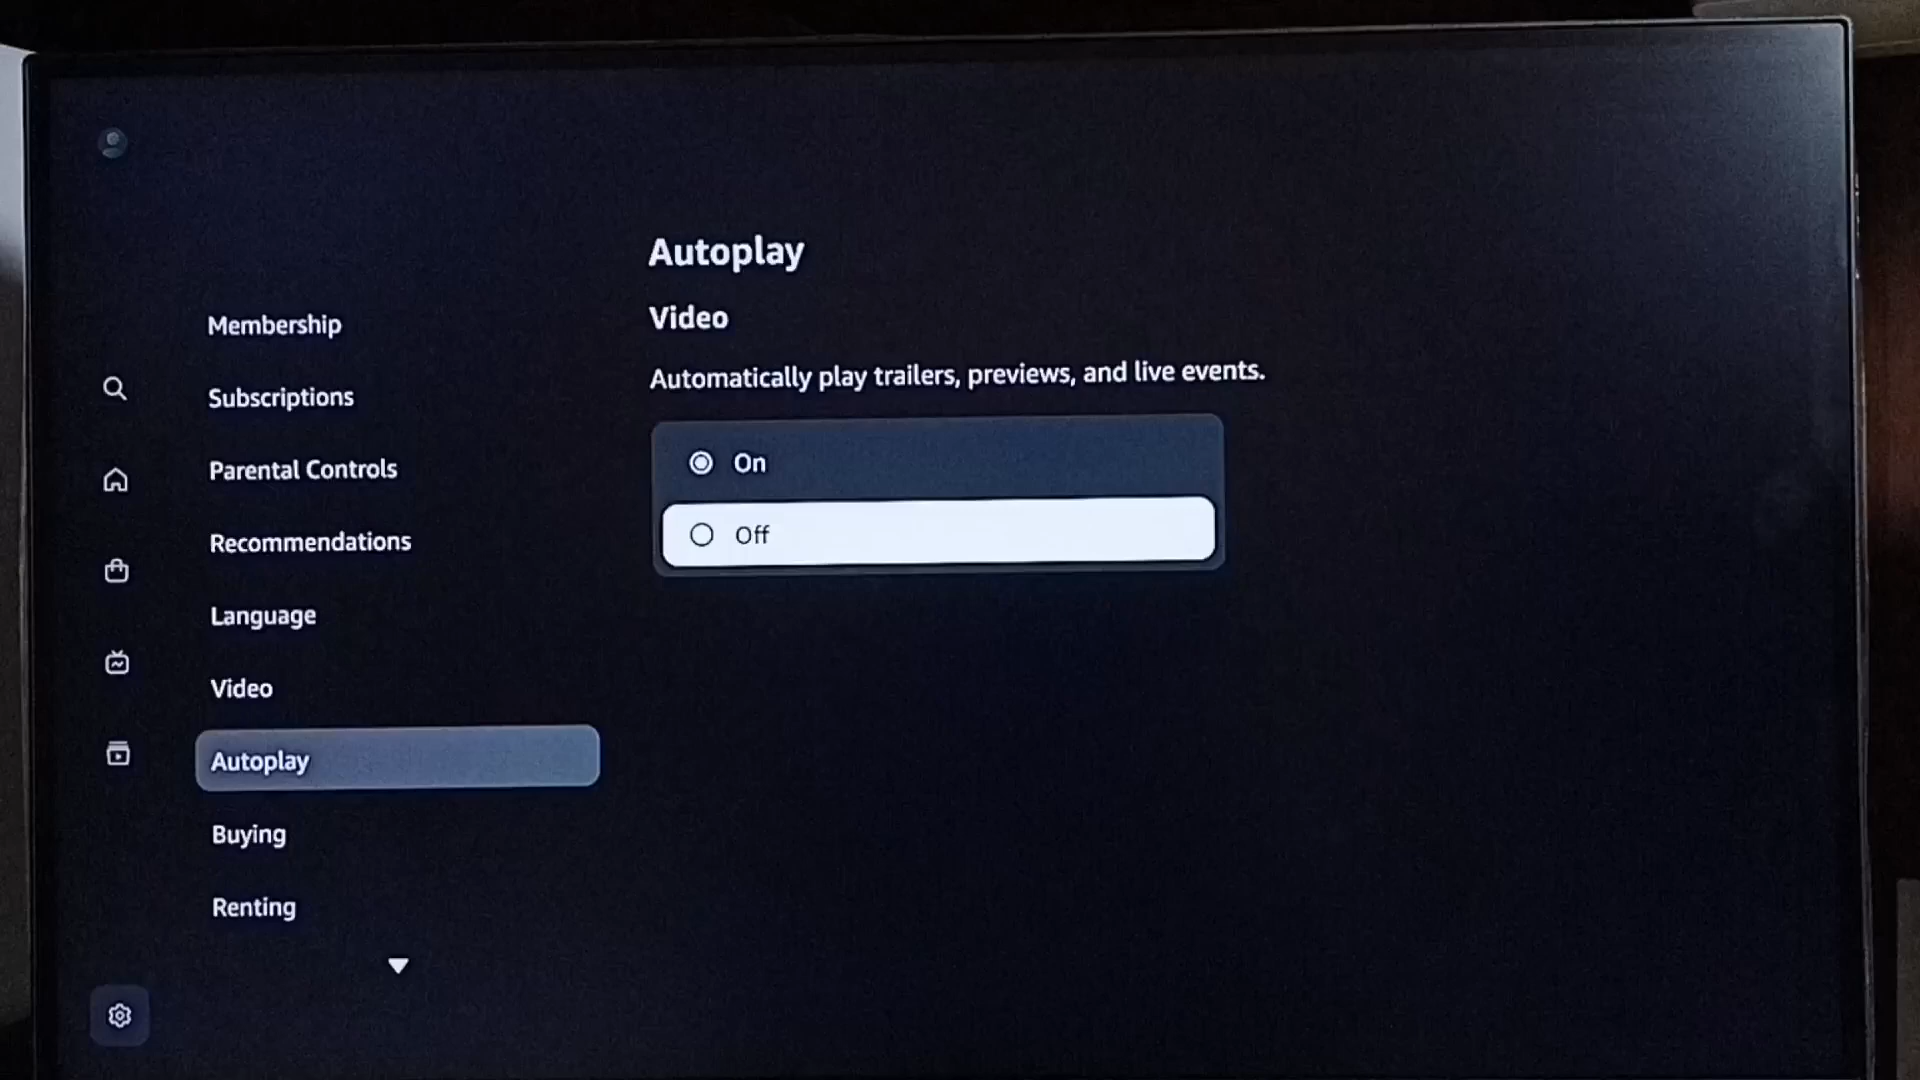 Membership
Subscriptions
Parental Controls
Recommendations
Language
Video
Autoplay
Buying
Renting
Autoplay
Video
Automatically play trailers, previews, and live events.
On
Off